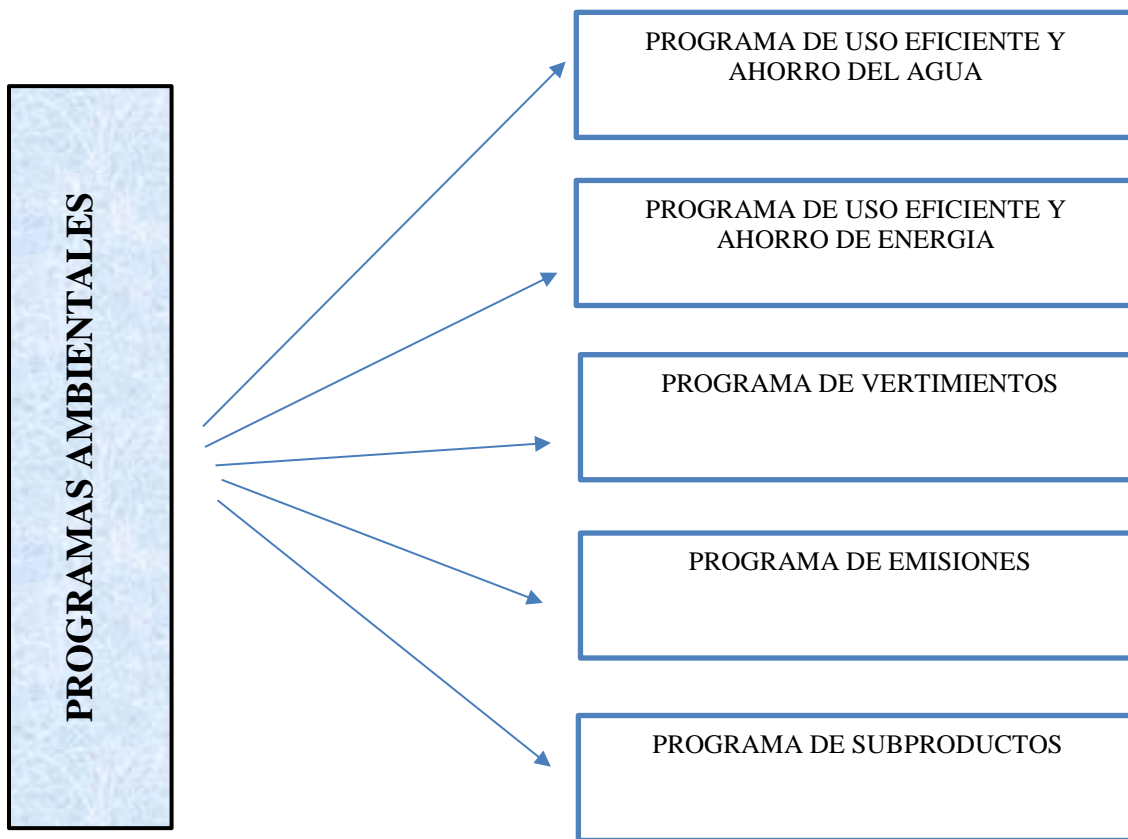 PROGRAMAS AMBIENTALES
PROGRAMA DE USO EFICIENTE Y
AHORRO DEL AGUA
PROGRAMA DE USO EFICIENTE Y
AHORRO DE ENERGIA
PROGRAMA DE VERTIMIENTOS
PROGRAMA DE EMISIONES
PROGRAMA DE SUBPRODUCTOS